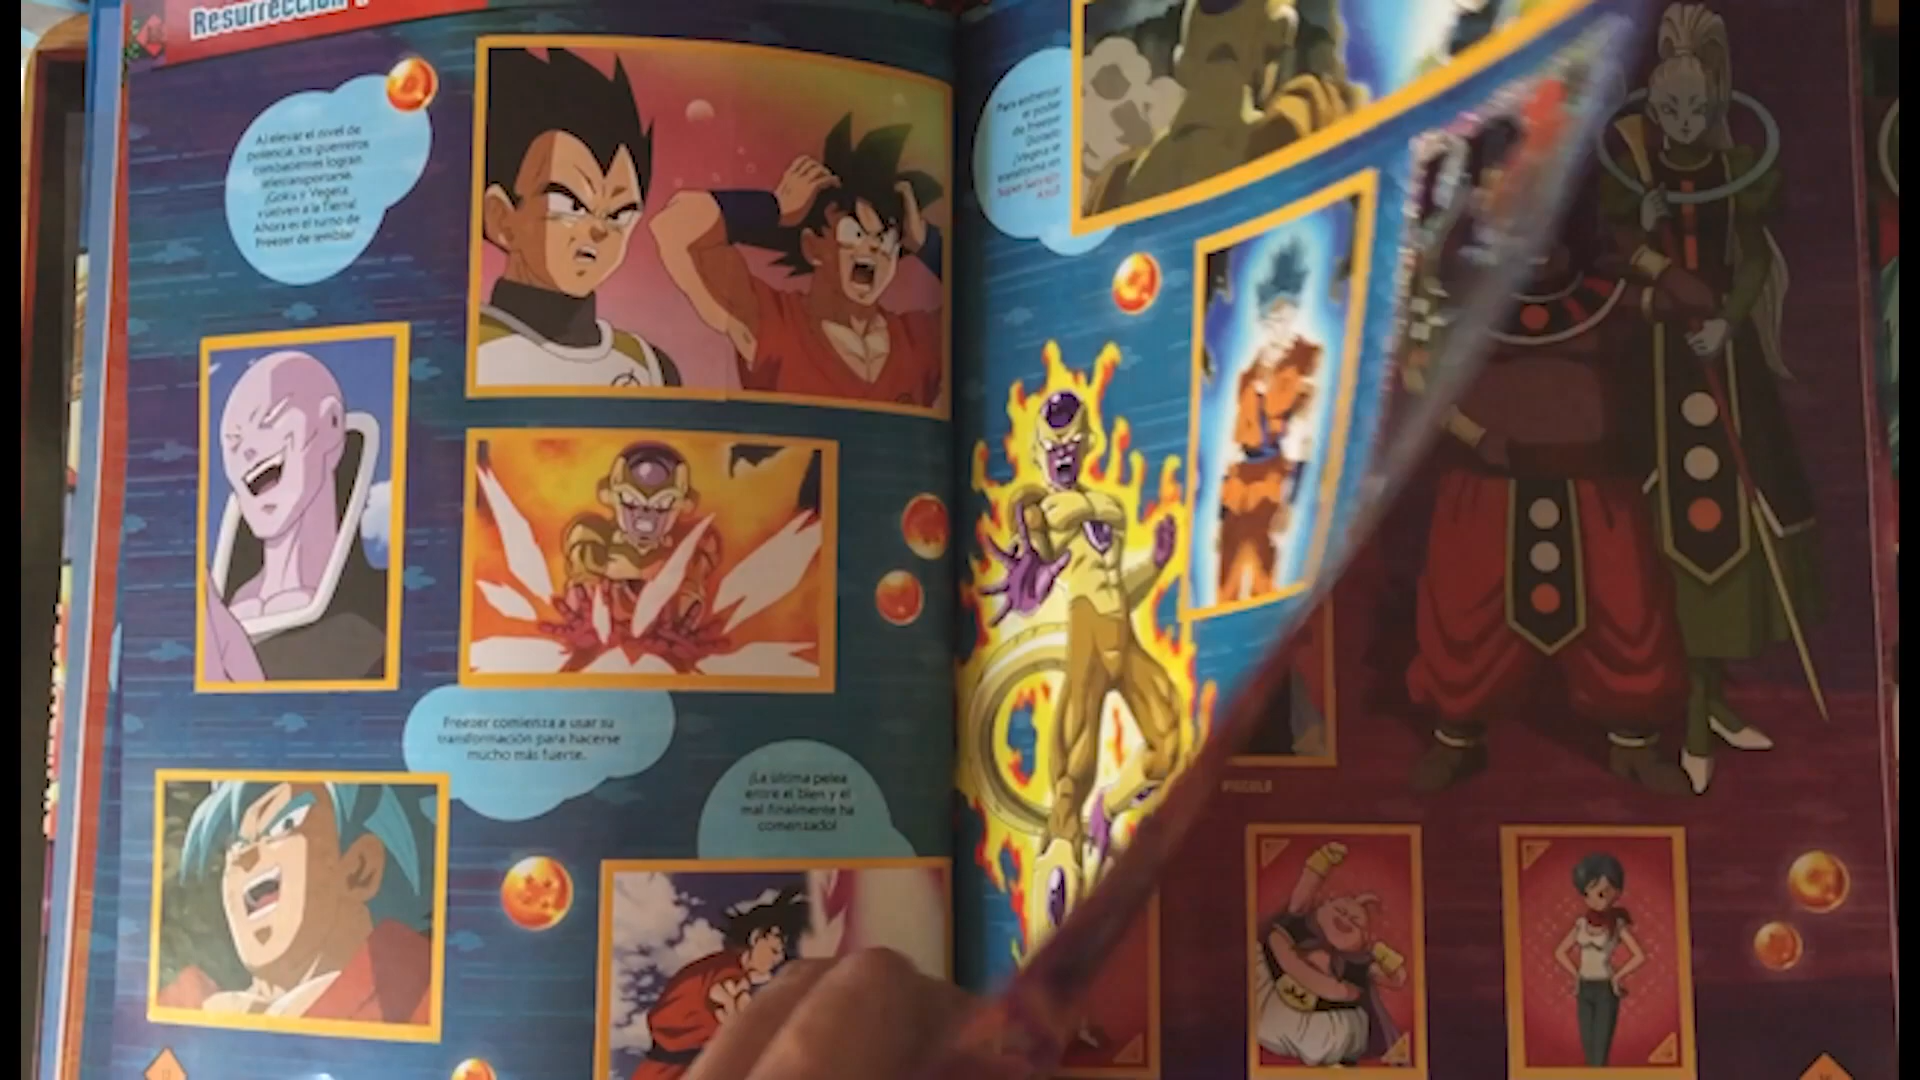 Resurrección
Al elevar el nivel de
potencia, los guerreros
combatientes logran
teletransportarse.
¡Goku y Vegeta
vuelven a la Tierra!
Ahora es el turno de
Freezer de temblar!
Para enfrentar
el poder
de Freezer
Dorado
¡Vegeta se
transforma en
Super Saiyajin
Azul!
Freezer comienza a usar su
transformación para hacerse
mucho más fuerte.
¡La última pelea
entre el bien y el
mal finalmente ha
comenzado!
PICCOLO